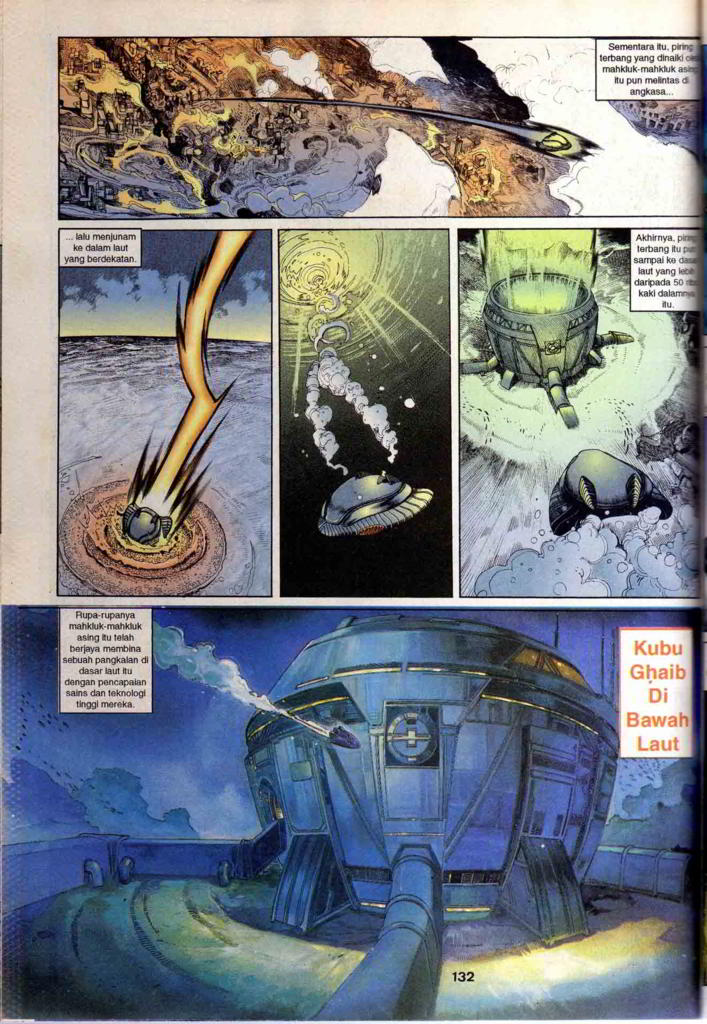 Sementara itu, piring
terbang yang dinaiki
mahkluk-mahkluk asing
itu pun melintas di
angkasa...
... lalu menjunam
ke dalam laut
yang berdekatan.
Akhirnya, piring
terbang itu pun
sampai ke dasar
laut yang lebih
daripada 50 ribu
kaki dalamnya
itu.
Rupa-rupanya
mahkluk-mahkluk
asing itu telah
berjaya membina
sebuah pangkalan di
dasar laut itu
dengan pencapaian
sains dan teknologi
tinggi mereka.
Kubu
Ghaib
Di
Bawah
Laut
132